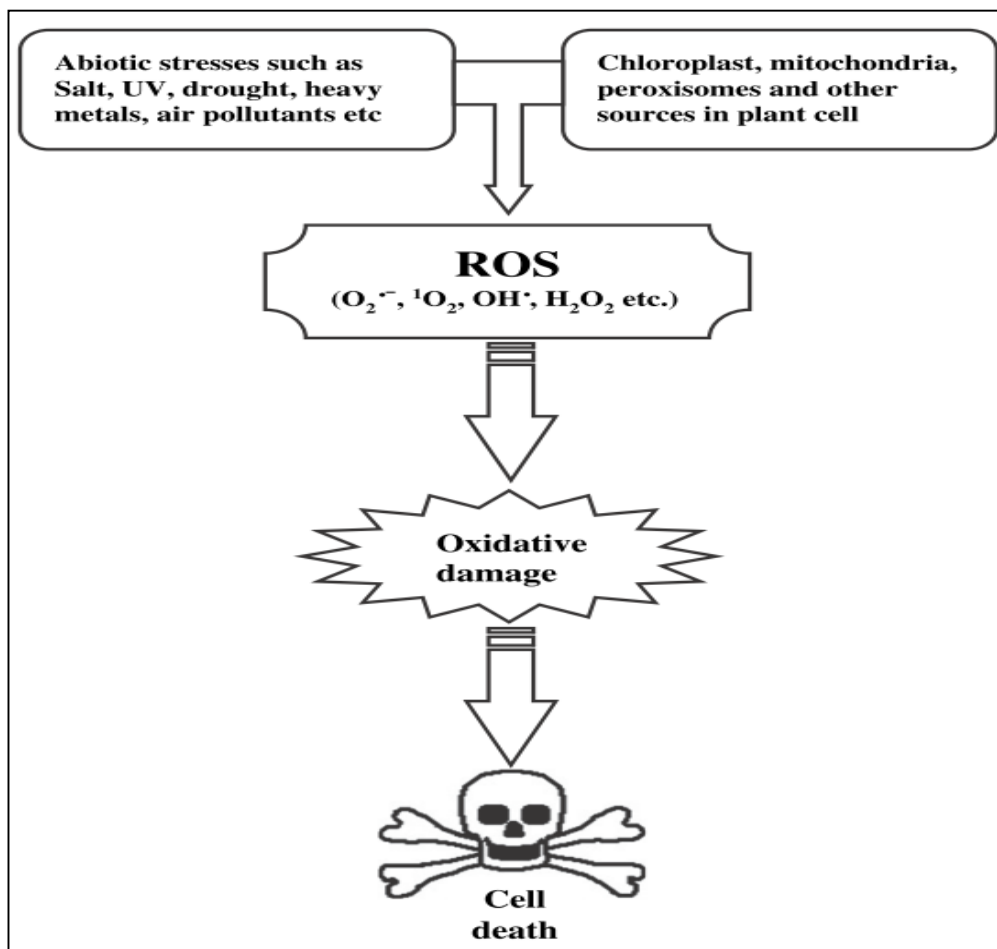 Abiotic stresses such as
Salt, UV, drought, heavy
metals, air pollutants etc
Chloroplast, mitochondria,
peroxisomes and other
sources in plant cell
ROS
(O₂•⁻, ¹O₂, OH•, H₂O₂ etc.)
Oxidative
damage
Cell
death